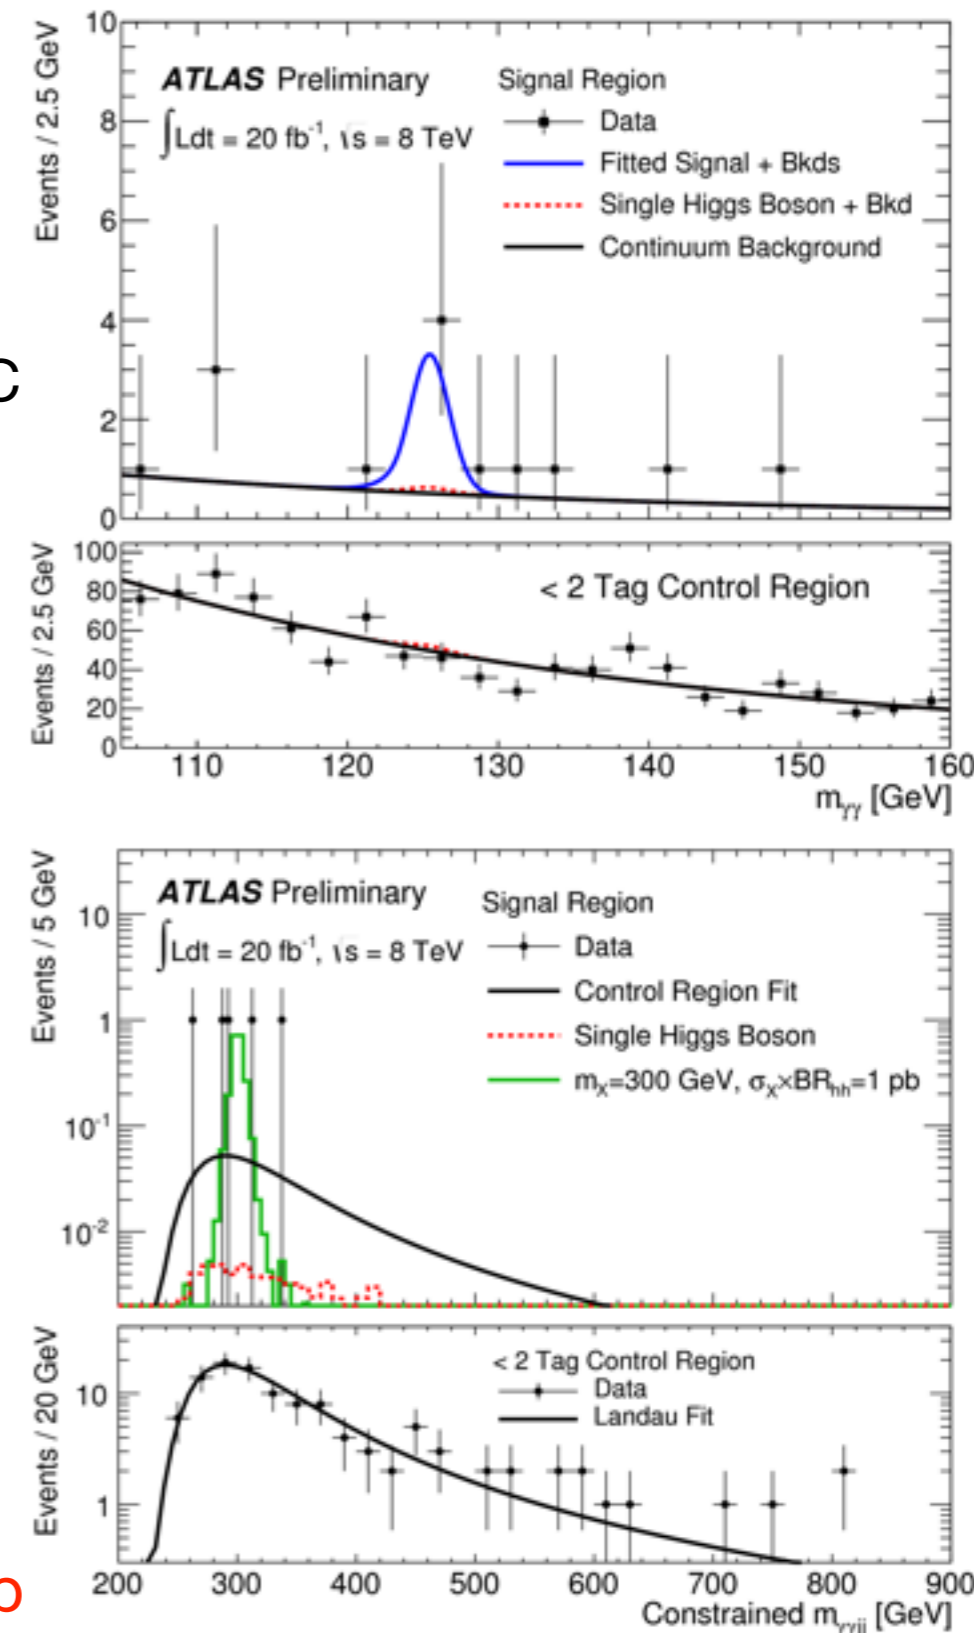 Events / 2.5 GeV
10
8
6
4
2
0
ATLAS Preliminary
∫Ldt = 20 fb⁻¹, √s = 8 TeV
Signal Region
Data
Fitted Signal + Bkds
Single Higgs Boson + Bkd
Continuum Background
c
Events / 2.5 GeV
100
80
60
40
20
0
< 2 Tag Control Region
110 120 130 140 150 160
mγγ [GeV]
Events / 5 GeV
10
1
10⁻¹
10⁻²
ATLAS Preliminary
∫Ldt = 20 fb⁻¹, √s = 8 TeV
Signal Region
Data
Control Region Fit
Single Higgs Boson
mX=300 GeV, σX×BRhh=1 pb
Events / 20 GeV
10
1
< 2 Tag Control Region
Data
Landau Fit
200 300 400 500 600 700 800 900
Constrained mγγjj [GeV]